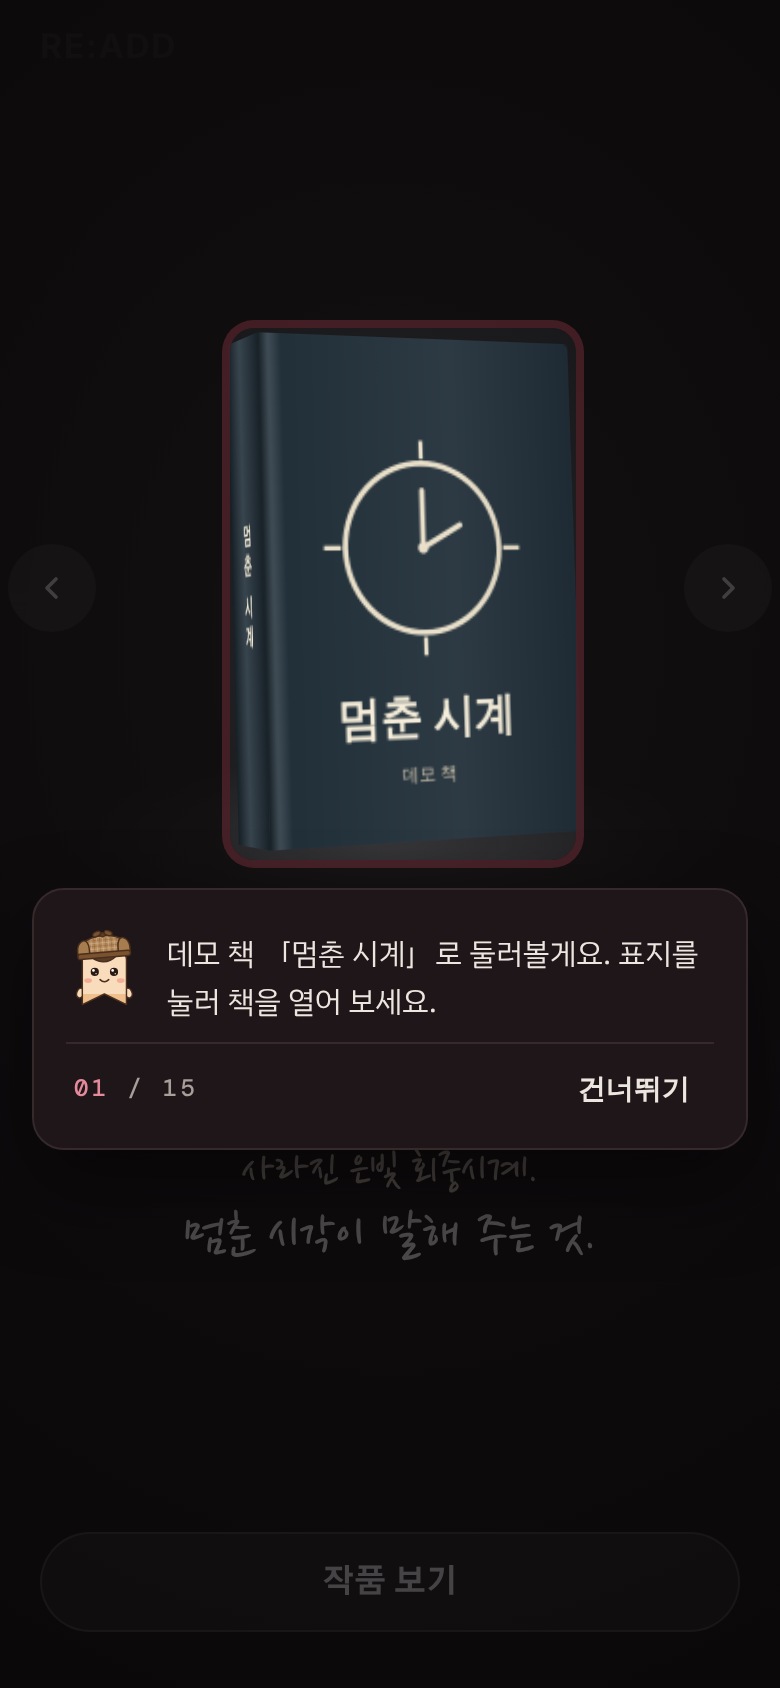 RE:ADD
멈춘 시계
멈춘 시계
데모 책
데모 책 「멈춘 시계」로 둘러볼게요. 표지를
눌러 책을 열어 보세요.
01 / 15
건너뛰기
사라진 은빛 회중시계.
멈춘 시각이 말해 주는 것.
작품 보기